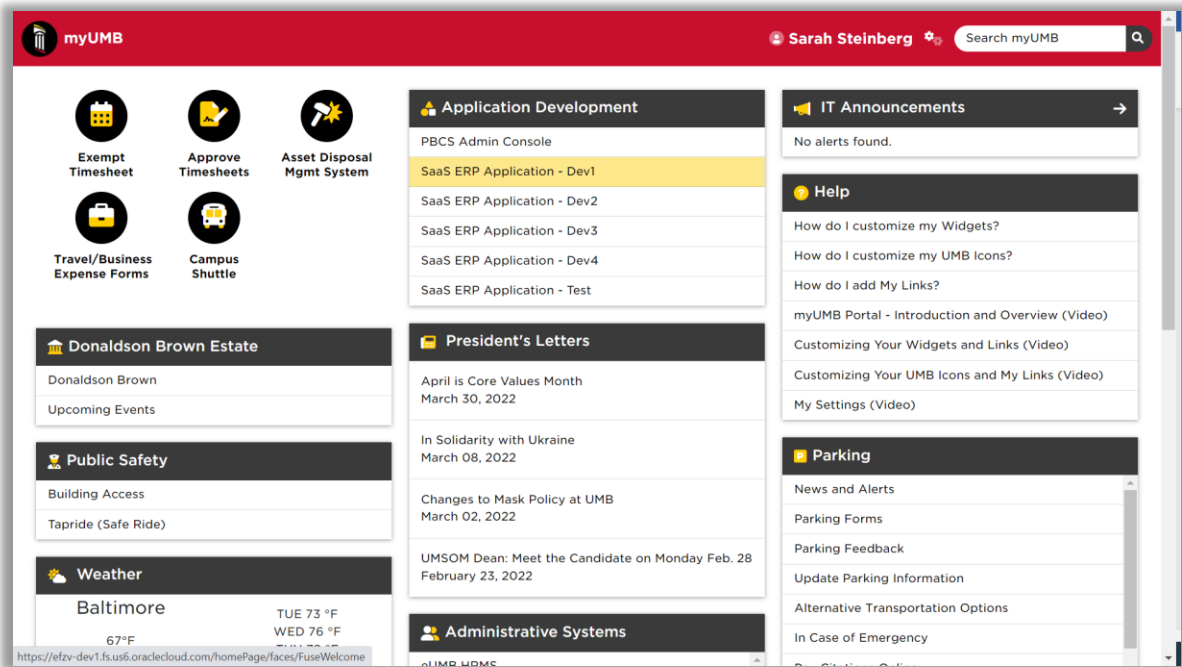 myUMB
Sarah Steinberg
Search myUMB
Exempt
Timesheet
Approve
Timesheets
Asset Disposal
Mgmt System
Travel/Business
Expense Forms
Campus
Shuttle
Donaldson Brown Estate
Donaldson Brown
Upcoming Events
Public Safety
Building Access
Tapride (Safe Ride)
Weather
Baltimore
67°F
TUE 73 °F
WED 76 °F
https://efzv-dev1.fs.us6.oraclecloud.com/homePage/faces/FuseWelcome
Application Development
PBCS Admin Console
SaaS ERP Application - Dev1
SaaS ERP Application - Dev2
SaaS ERP Application - Dev3
SaaS ERP Application - Dev4
SaaS ERP Application - Test
President's Letters
April is Core Values Month
March 30, 2022
In Solidarity with Ukraine
March 08, 2022
Changes to Mask Policy at UMB
March 02, 2022
UMSOM Dean: Meet the Candidate on Monday Feb. 28
February 23, 2022
Administrative Systems
eUMB HRMS
IT Announcements
No alerts found.
Help
How do I customize my Widgets?
How do I customize my UMB Icons?
How do I add My Links?
myUMB Portal - Introduction and Overview (Video)
Customizing Your Widgets and Links (Video)
Customizing Your UMB Icons and My Links (Video)
My Settings (Video)
P
Parking
News and Alerts
Parking Forms
Parking Feedback
Update Parking Information
Alternative Transportation Options
In Case of Emergency